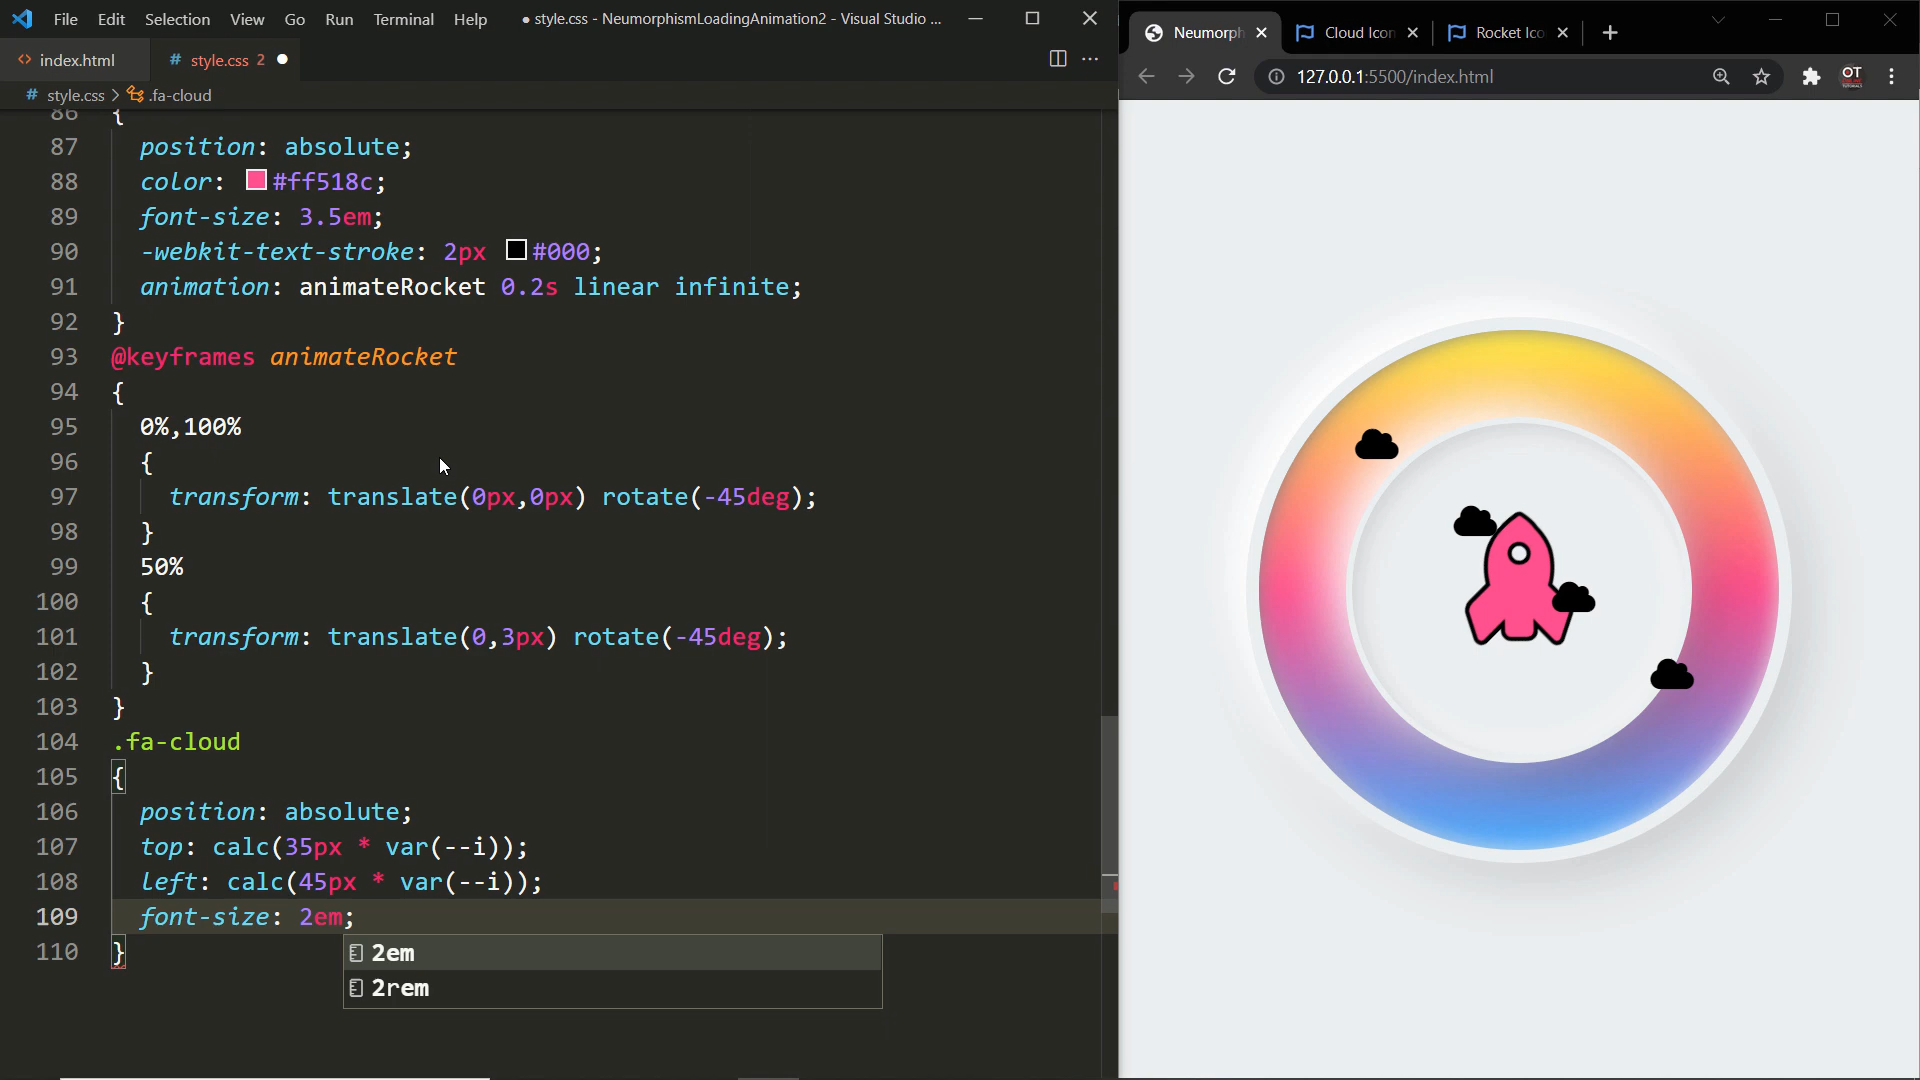 File Edit Selection View Go Run Terminal Help ● style.css - NeumorphismLoadingAnimation2 - Visual Studio ...
<> index.html # style.css 2 ●
# style.css > .fa-cloud
86 {
87 position: absolute;
88 color: #ff518c;
89 font-size: 3.5em;
90 -webkit-text-stroke: 2px #000;
91 animation: animateRocket 0.2s linear infinite;
92 }
93 @keyframes animateRocket
94 {
95 0%,100%
96 {
97 transform: translate(0px,0px) rotate(-45deg);
98 }
99 50%
100 {
101 transform: translate(0,3px) rotate(-45deg);
102 }
103 }
104 .fa-cloud
105 {
106 position: absolute;
107 top: calc(35px * var(--i));
108 left: calc(45px * var(--i));
109 font-size: 2em;
110 }
2em
2rem
Neumorph Cloud Icon Rocket Ico
127.0.0.1:5500/index.html
OT